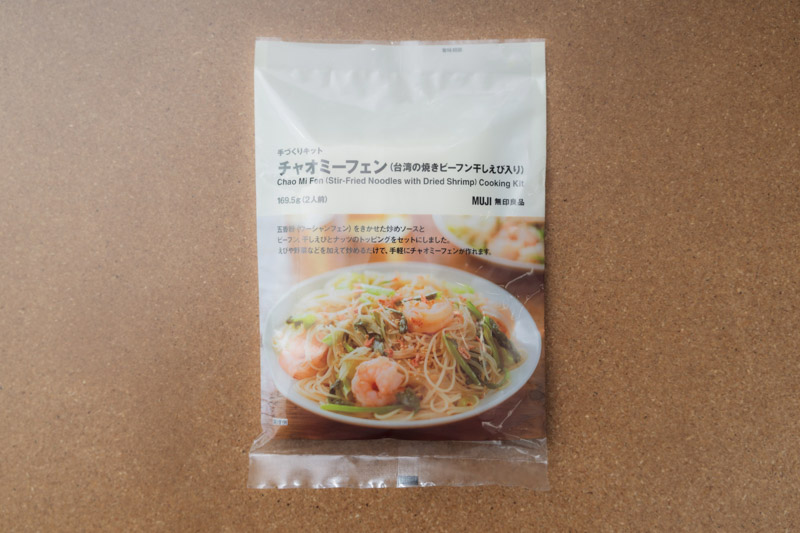 手づくりキット
チャオミーフェン(台湾の焼きビーフン干しえび入り)
Chao Mi Fen (Stir-Fried Noodles with Dried Shrimp) Cooking Kit
169.5g(2人前)
MUJI 無印良品
五香粉(ウーシャンフェン)をきかせた炒めソースと
ビーフン、干しえびとナッツのトッピングをセットにしました。
えびや野菜などを加えて炒めるだけで、手軽にチャオミーフェンが作れます。